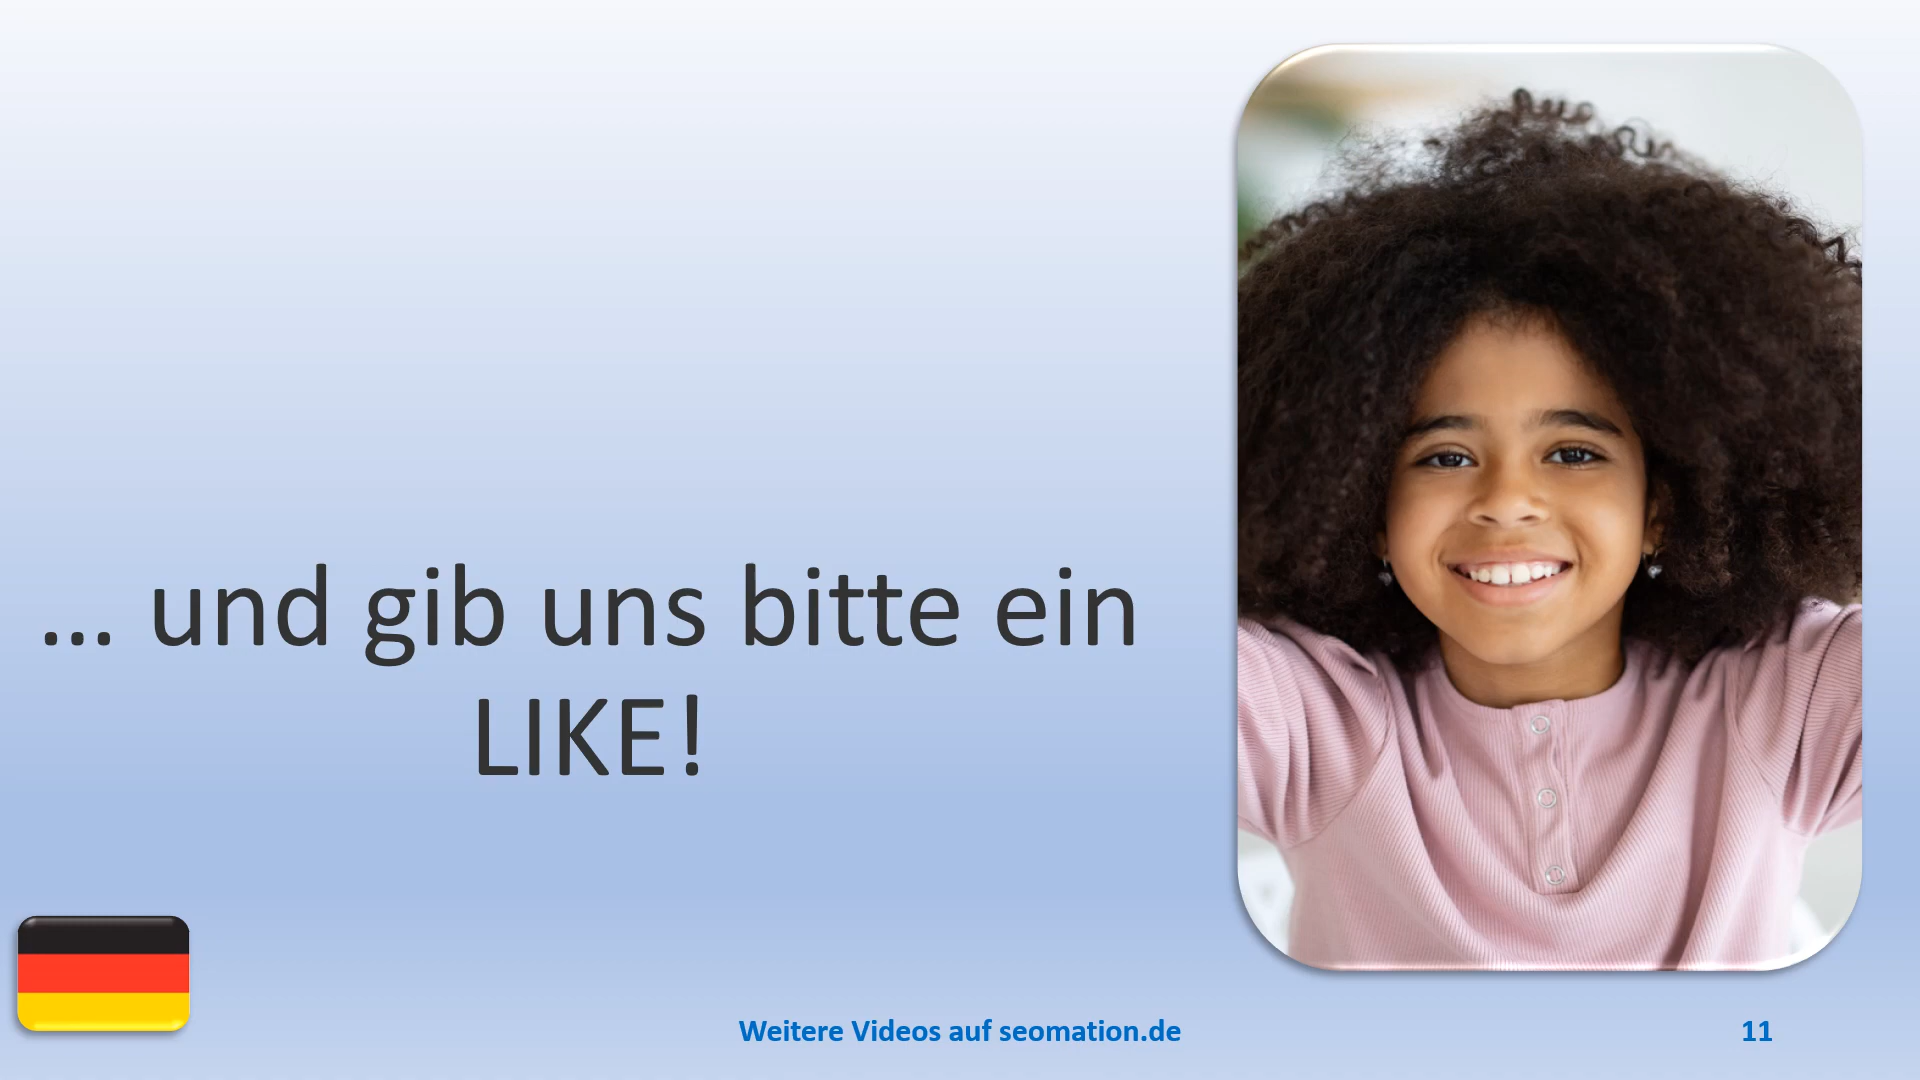 ... und gib uns bitte ein
LIKE!
Weitere Videos auf seomation.de
11